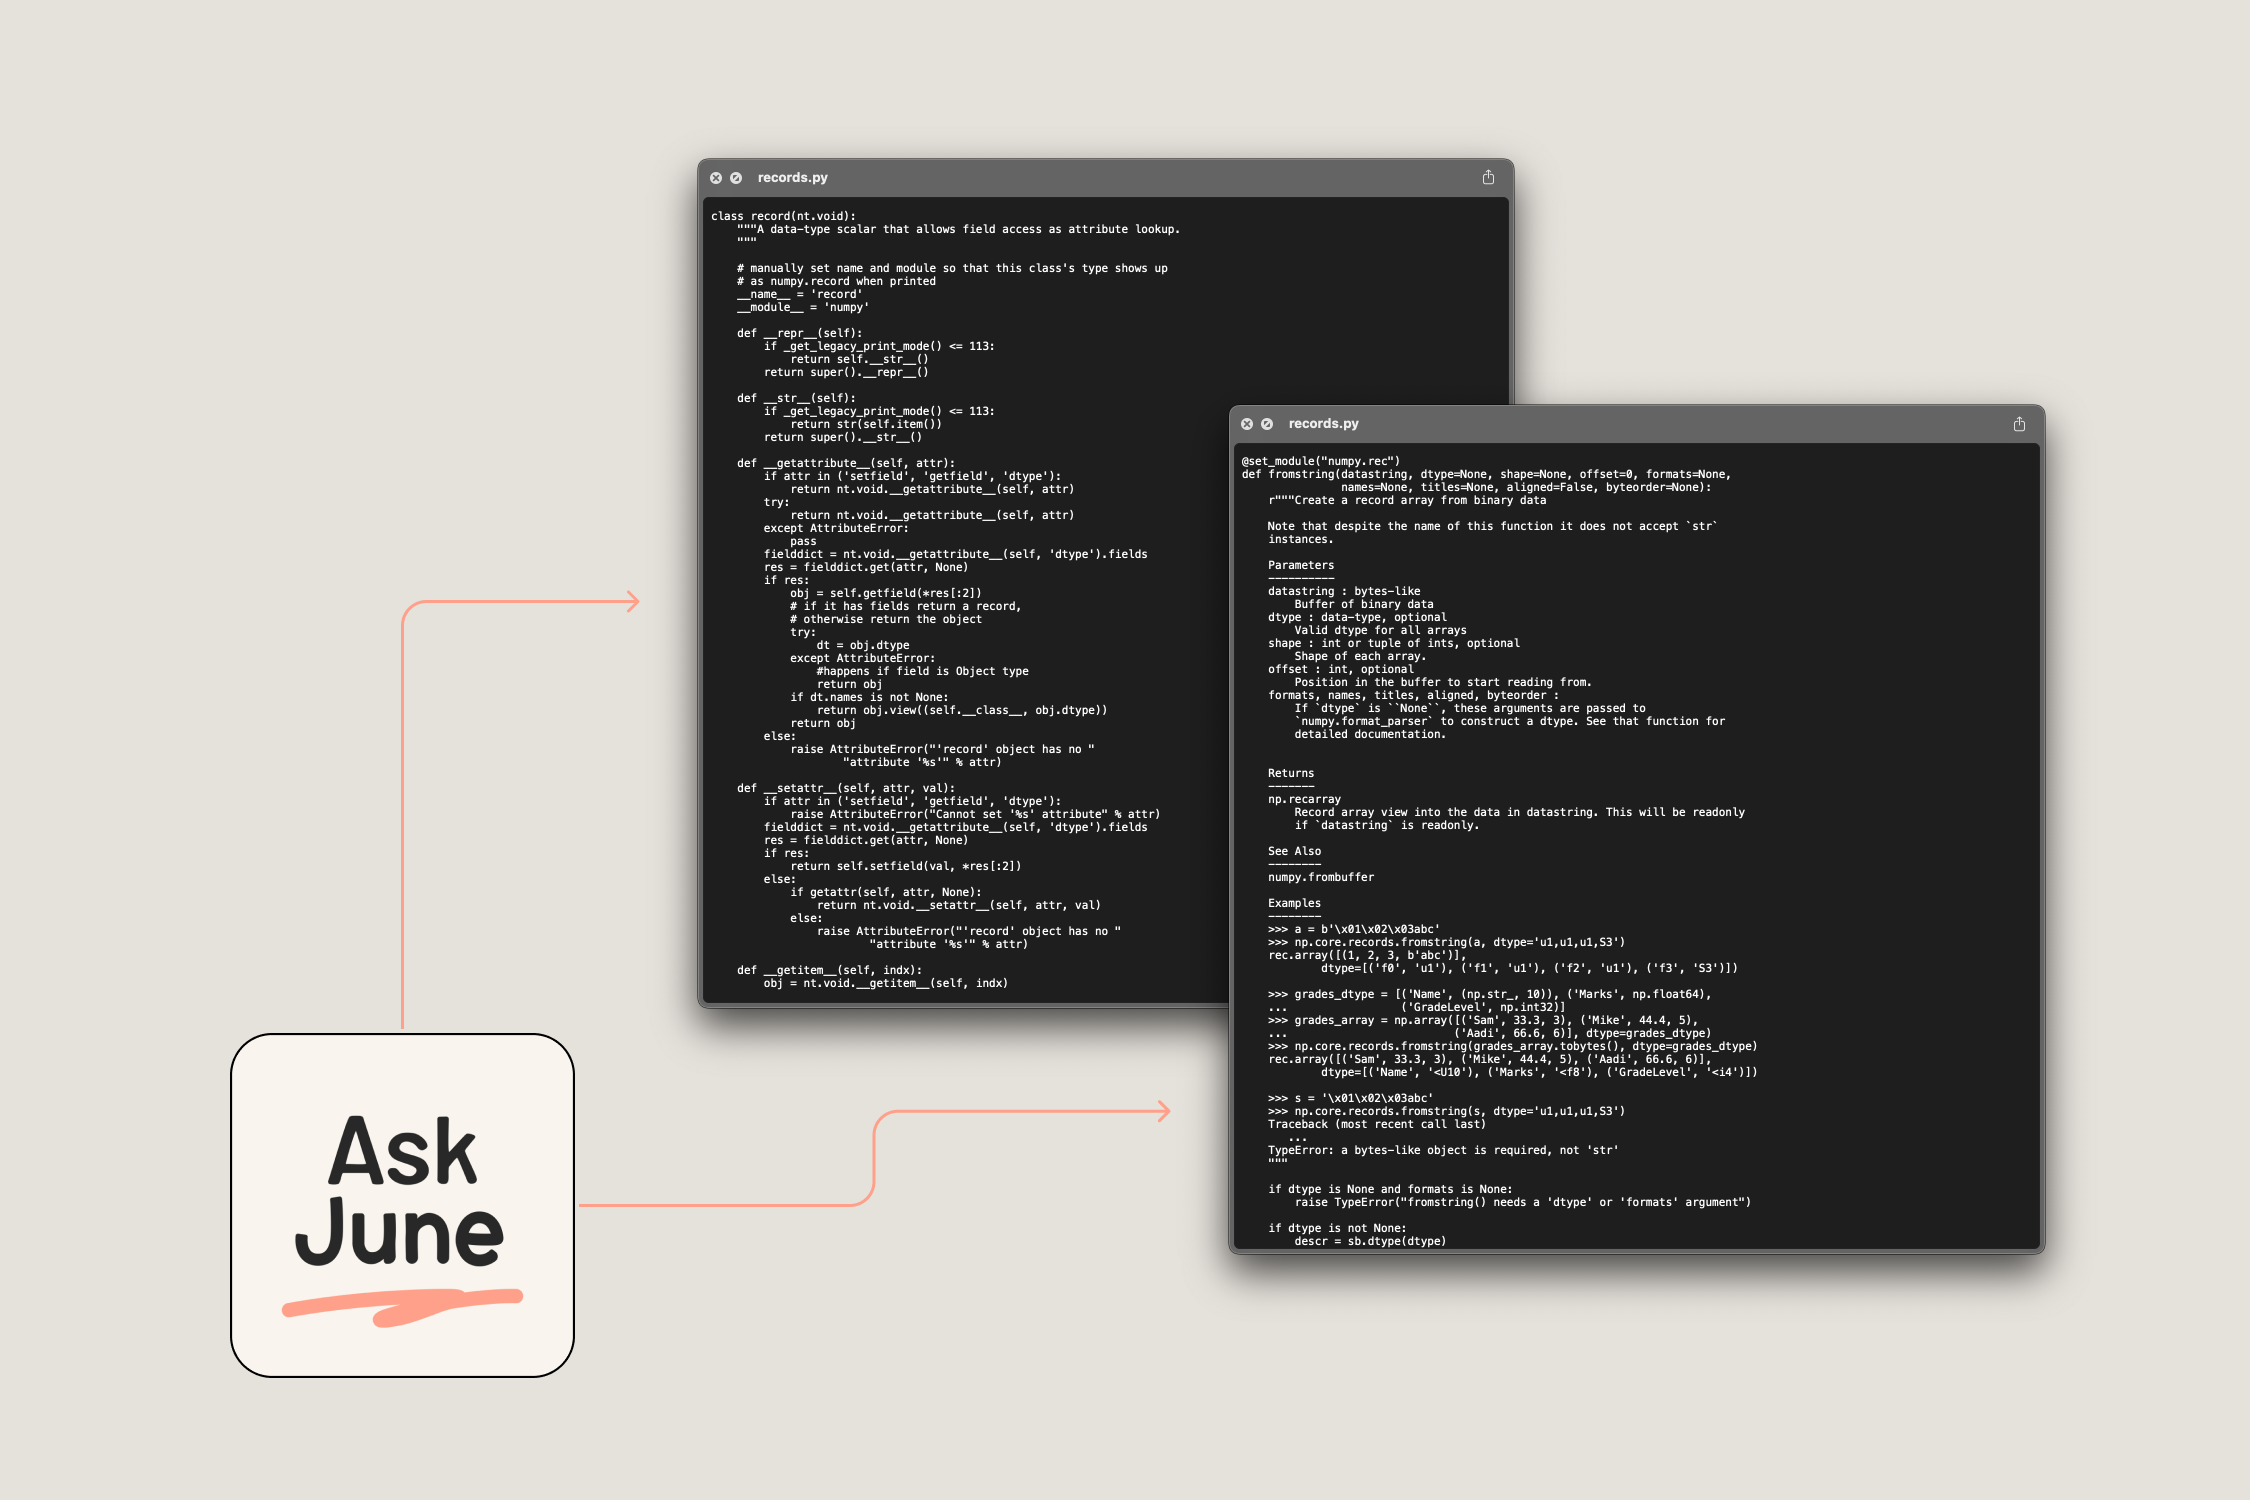 records.py
class record(nt.void):
    """A data-type scalar that allows field access as attribute lookup.
    """

    # manually set name and module so that this class's type shows up
    # as numpy.record when printed
    __name__ = 'record'
    __module__ = 'numpy'

    def __repr__(self):
        if _get_legacy_print_mode() <= 113:
            return self.__str__()
        return super().__repr__()

    def __str__(self):
        if _get_legacy_print_mode() <= 113:
            return str(self.item())
        return super().__str__()

    def __getattribute__(self, attr):
        if attr in ('setfield', 'getfield', 'dtype'):
            return nt.void.__getattribute__(self, attr)
        try:
            return nt.void.__getattribute__(self, attr)
        except AttributeError:
            pass
        fielddict = nt.void.__getattribute__(self, 'dtype').fields
        res = fielddict.get(attr, None)
        if res:
            obj = self.getfield(*res[:2])
            # if it has fields return a record,
            # otherwise return the object
            try:
                dt = obj.dtype
            except AttributeError:
                #happens if field is Object type
                return obj
            if dt.names is not None:
                return obj.view((self.__class__, obj.dtype))
            return obj
        else:
            raise AttributeError("'record' object has no "
                    "attribute '%s'" % attr)

    def __setattr__(self, attr, val):
        if attr in ('setfield', 'getfield', 'dtype'):
            raise AttributeError("Cannot set '%s' attribute" % attr)
        fielddict = nt.void.__getattribute__(self, 'dtype').fields
        res = fielddict.get(attr, None)
        if res:
            return self.setfield(val, *res[:2])
        else:
            if getattr(self, attr, None):
                return nt.void.__setattr__(self, attr, val)
            else:
                raise AttributeError("'record' object has no "
                        "attribute '%s'" % attr)

    def __getitem__(self, indx):
        obj = nt.void.__getitem__(self, indx)
records.py
@set_module("numpy.rec")
def fromstring(datastring, dtype=None, shape=None, offset=0, formats=None,
               names=None, titles=None, aligned=False, byteorder=None):
    r"""Create a record array from binary data

    Note that despite the name of this function it does not accept `str`
    instances.

    Parameters
    ----------
    datastring : bytes-like
        Buffer of binary data
    dtype : data-type, optional
        Valid dtype for all arrays
    shape : int or tuple of ints, optional
        Shape of each array.
    offset : int, optional
        Position in the buffer to start reading from.
    formats, names, titles, aligned, byteorder :
        If `dtype` is ``None``, these arguments are passed to
        `numpy.format_parser` to construct a dtype. See that function for
        detailed documentation.


    Returns
    -------
    np.recarray
        Record array view into the data in datastring. This will be readonly
        if `datastring` is readonly.

    See Also
    --------
    numpy.frombuffer

    Examples
    --------
    >>> a = b'\x01\x02\x03abc'
    >>> np.core.records.fromstring(a, dtype='u1,u1,u1,S3')
    rec.array([(1, 2, 3, b'abc')],
            dtype=[('f0', 'u1'), ('f1', 'u1'), ('f2', 'u1'), ('f3', 'S3')])

    >>> grades_dtype = [('Name', (np.str_, 10)), ('Marks', np.float64),
    ...                 ('GradeLevel', np.int32)]
    >>> grades_array = np.array([('Sam', 33.3, 3), ('Mike', 44.4, 5),
    ...                         ('Aadi', 66.6, 6)], dtype=grades_dtype)
    >>> np.core.records.fromstring(grades_array.tobytes(), dtype=grades_dtype)
    rec.array([('Sam', 33.3, 3), ('Mike', 44.4, 5), ('Aadi', 66.6, 6)],
            dtype=[('Name', '<U10'), ('Marks', '<f8'), ('GradeLevel', '<i4')])

    >>> s = '\x01\x02\x03abc'
    >>> np.core.records.fromstring(s, dtype='u1,u1,u1,S3')
    Traceback (most recent call last)
       ...
    TypeError: a bytes-like object is required, not 'str'
    """

    if dtype is None and formats is None:
        raise TypeError("fromstring() needs a 'dtype' or 'formats' argument")

    if dtype is not None:
        descr = sb.dtype(dtype)
Ask
June